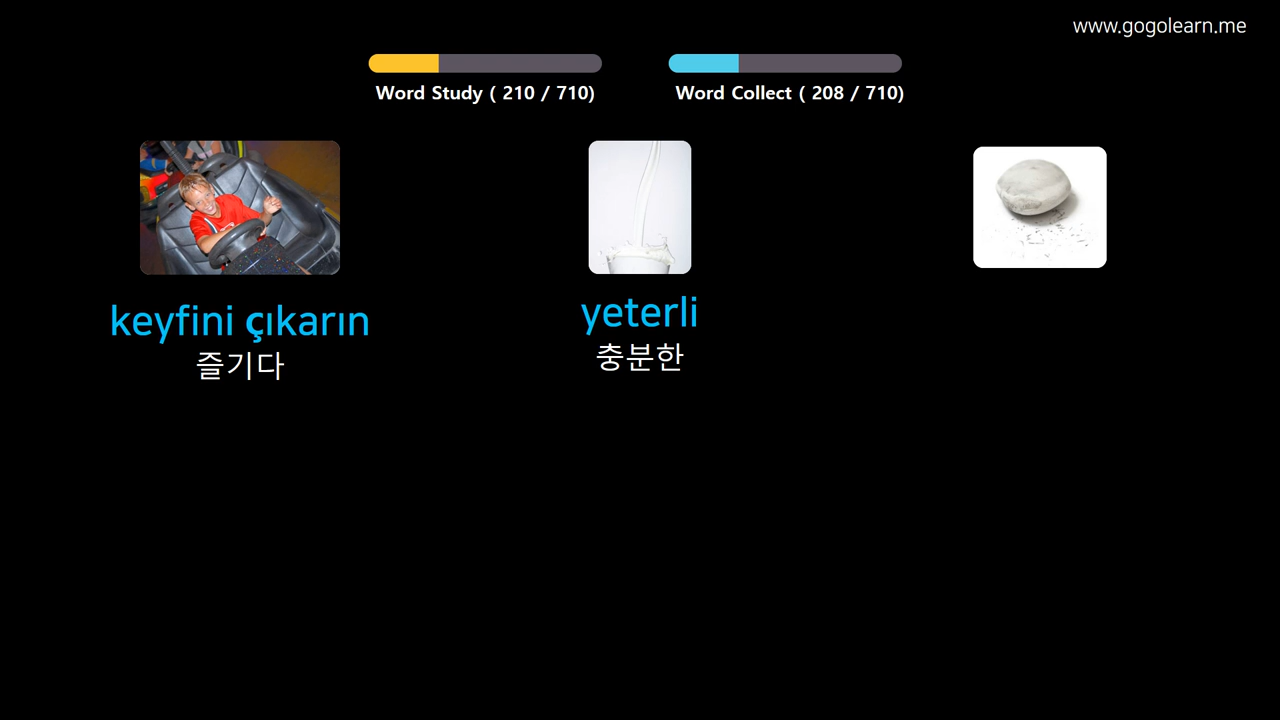 www.gogolearn.me
Word Study ( 210 / 710)
Word Collect ( 208 / 710)
keyfini çıkarın
즐기다
yeterli
충분한